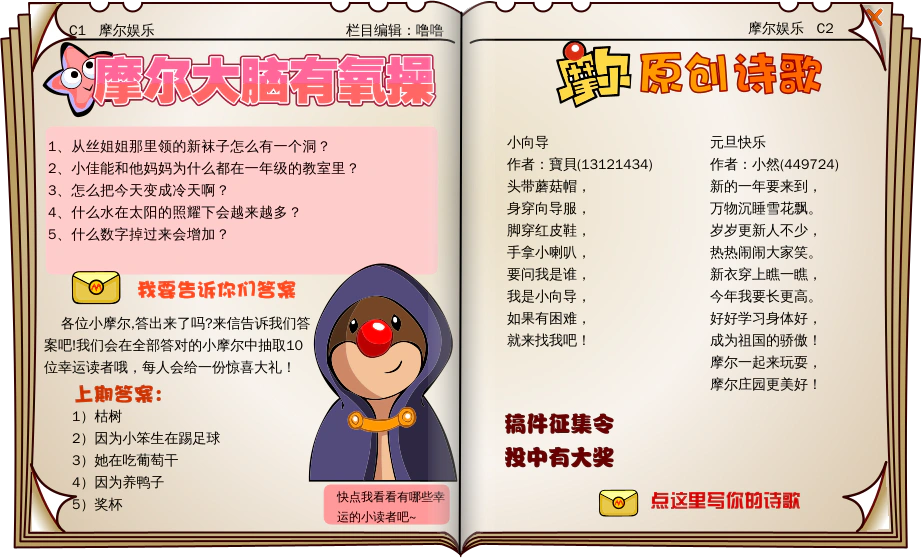 C1 摩尔娱乐 栏目编辑：噜噜
摩尔大脑有氧操
1、从丝姐姐那里领的新袜子怎么有一个洞？
2、小佳能和他妈妈为什么都在一年级的教室里？
3、怎么把今天变成冷天啊？
4、什么水在太阳的照耀下会越来越多？
5、什么数字掉过来会增加？
我要告诉你们答案
各位小摩尔,答出来了吗?来信告诉我们答
案吧!我们会在全部答对的小摩尔中抽取10
位幸运读者哦，每人会给一份惊喜大礼！
上期答案：
1）枯树
2）因为小笨生在踢足球
3）她在吃葡萄干
4）因为养鸭子
5）奖杯
快点我看看有哪些幸
运的小读者吧~
摩尔娱乐 C2
摩尔 原创诗歌
小向导
作者：寶貝(13121434)
头带蘑菇帽，
身穿向导服，
脚穿红皮鞋，
手拿小喇叭，
要问我是谁，
我是小向导，
如果有困难，
就来找我吧！
元旦快乐
作者：小然(449724)
新的一年要来到，
万物沉睡雪花飘。
岁岁更新人不少，
热热闹闹大家笑。
新衣穿上瞧一瞧，
今年我要长更高。
好好学习身体好，
成为祖国的骄傲！
摩尔一起来玩耍，
摩尔庄园更美好！
稿件征集令
投中有大奖
点这里写你的诗歌